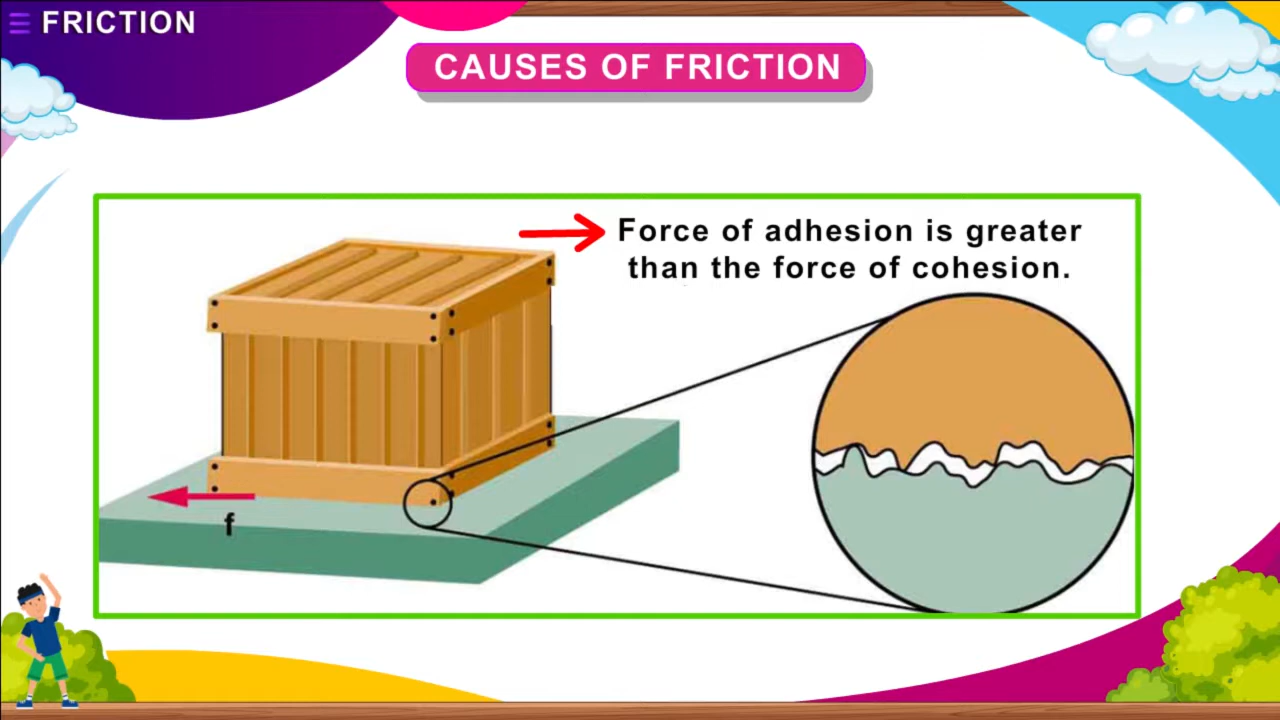 FRICTION
CAUSES OF FRICTION
Force of adhesion is greater
than the force of cohesion.
f